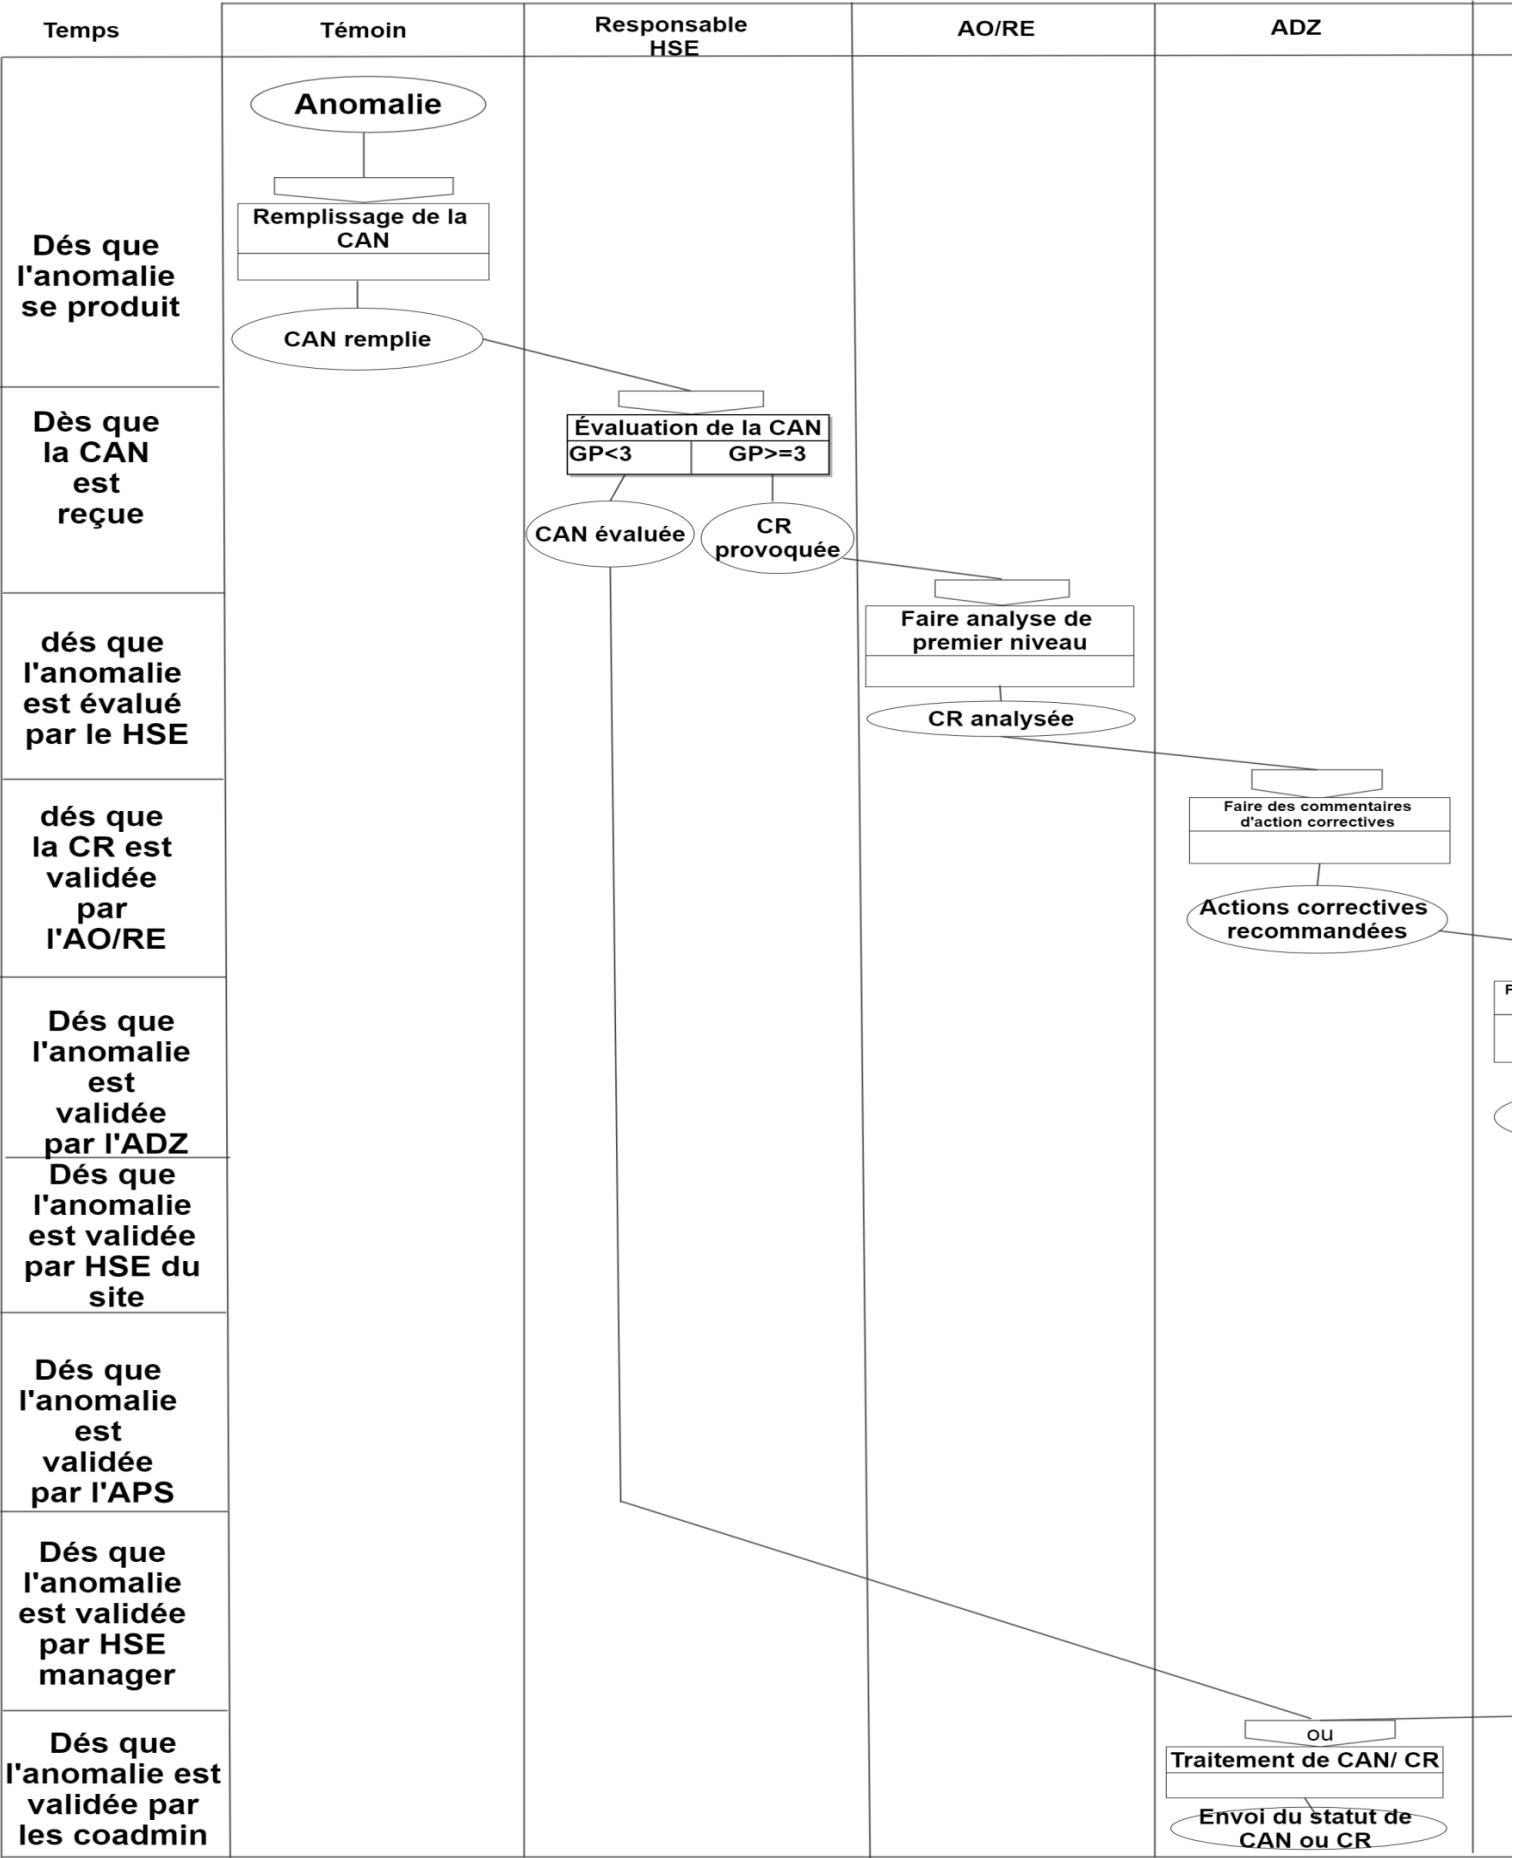 Temps
Témoin
Responsable
HSE
AO/RE
ADZ
Anomalie
Remplissage de la
CAN
Dés que
l'anomalie
se produit
CAN remplie
Dès que
la CAN
est
reçue
Évaluation de la CAN
GP<3
GP>=3
CAN évaluée
CR
provoquée
dés que
l'anomalie
est évalué
par le HSE
Faire analyse de
premier niveau
CR analysée
dés que
la CR est
validée
par
l'AO/RE
Faire des commentaires
d'action correctives
Actions correctives
recommandées
Dés que
l'anomalie
est
validée
par l'ADZ
F
Dés que
l'anomalie
est validée
par HSE du
site
Dés que
l'anomalie
est
validée
par l'APS
Dés que
l'anomalie
est validée
par HSE
manager
Dés que
l'anomalie est
validée par
les coadmin
ou
Traitement de CAN/ CR
Envoi du statut de
CAN ou CR